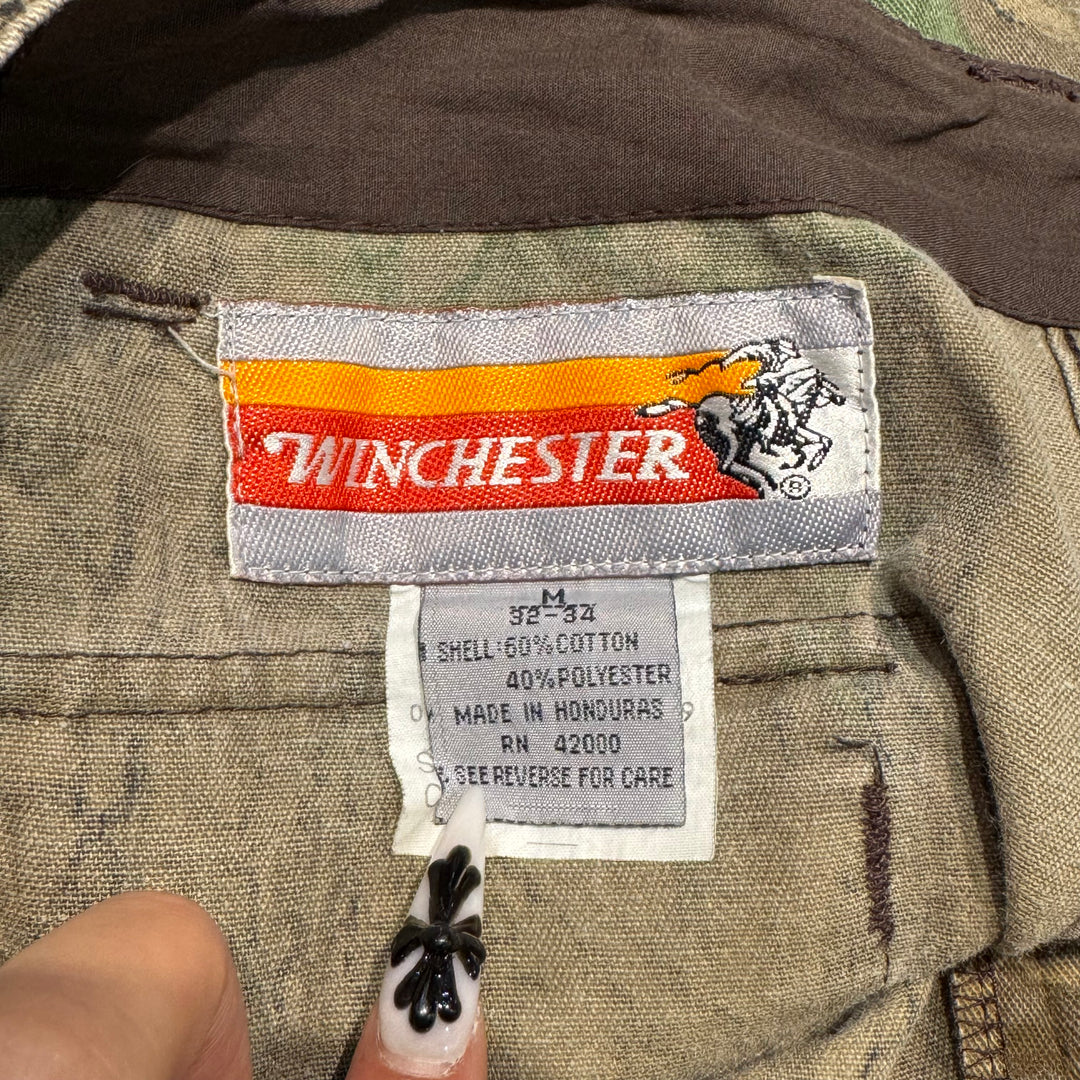 WINCHESTER
®
M
32-34
SHELL: 60% COTTON
40% POLYESTER
MADE IN HONDURAS
RN 42000
SEE REVERSE FOR CARE